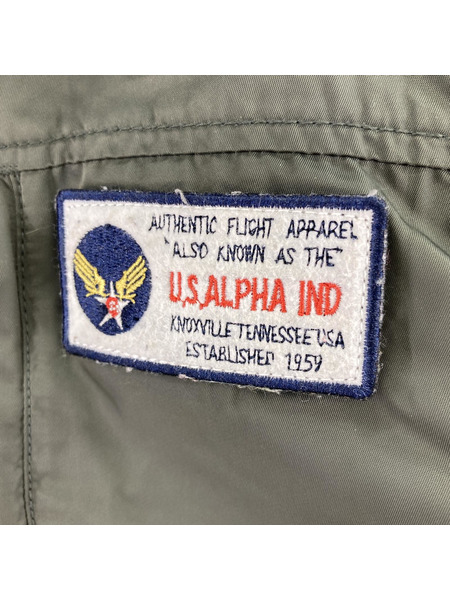 AUTHENTIC FLIGHT APPAREL
"ALSO KNOWN AS THE"
U.S,ALPHA IND
KNOXVILLE TENNESSEE USA
ESTABLISHED 1959